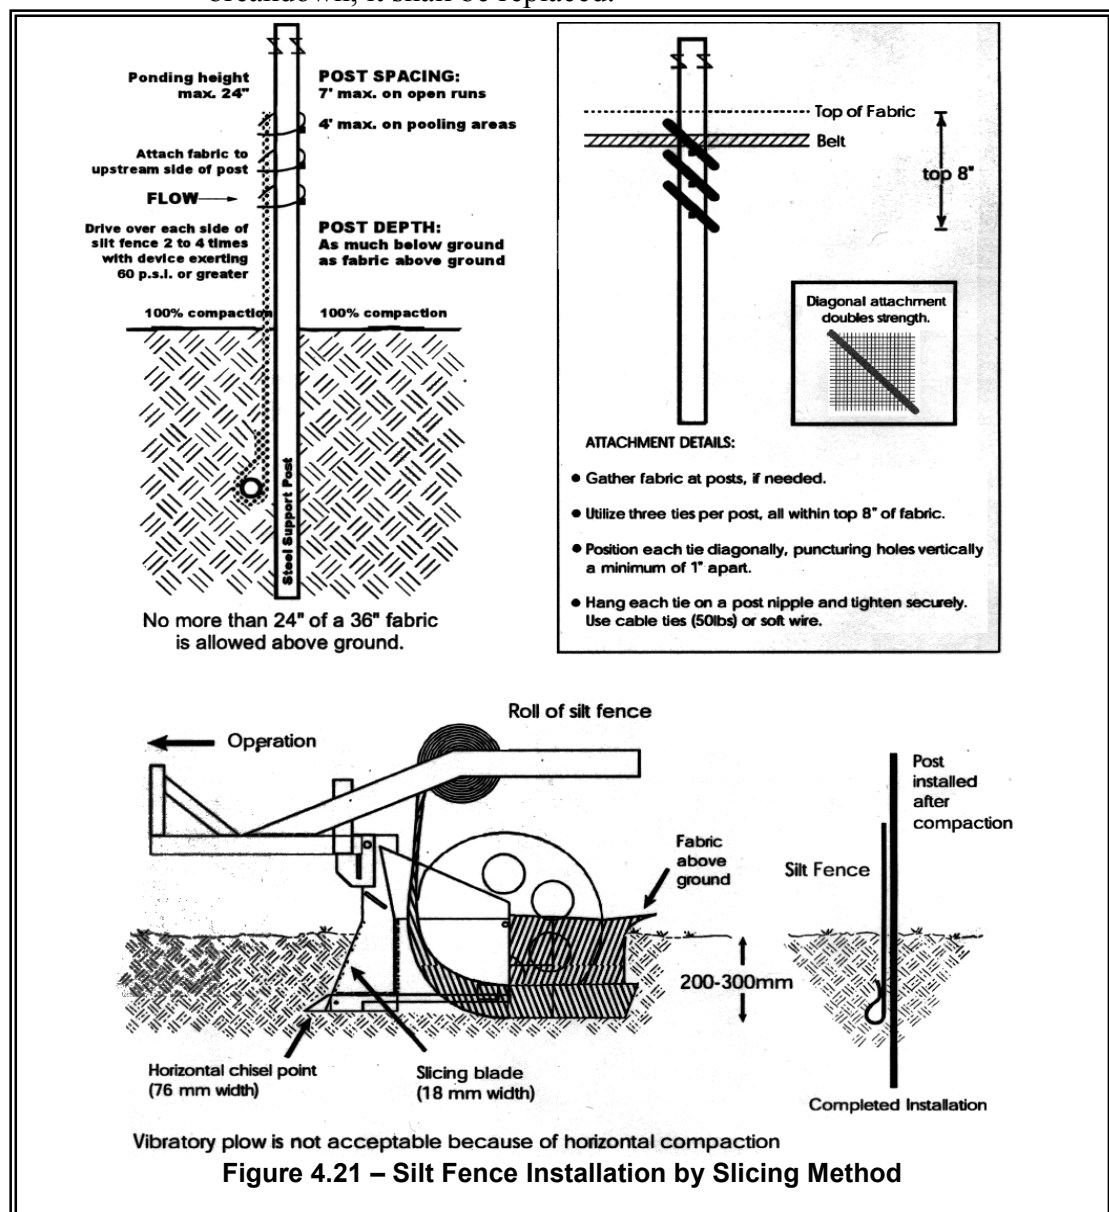 breakdown, it shall be replaced.
Ponding height
max. 24"
POST SPACING:
7' max. on open runs
4' max. on pooling areas
Attach fabric to
upstream side of post
FLOW
Drive over each side of
silt fence 2 to 4 times
with device exerting
60 p.s.i. or greater
POST DEPTH:
As much below ground
as fabric above ground
100% compaction
100% compaction
Steel Support Post
No more than 24" of a 36" fabric
is allowed above ground.
Top of Fabric
Belt
top 8"
Diagonal attachment
doubles strength.
ATTACHMENT DETAILS:
● Gather fabric at posts, if needed.
● Utilize three ties per post, all within top 8" of fabric.
● Position each tie diagonally, puncturing holes vertically
a minimum of 1" apart.
● Hang each tie on a post nipple and tighten securely.
Use cable ties (50lbs) or soft wire.
Roll of silt fence
Operation
Fabric
above
ground
200-300mm
Horizontal chisel point
(76 mm width)
Slicing blade
(18 mm width)
Post
installed
after
compaction
Silt Fence
Completed Installation
Vibratory plow is not acceptable because of horizontal compaction
Figure 4.21 – Silt Fence Installation by Slicing Method